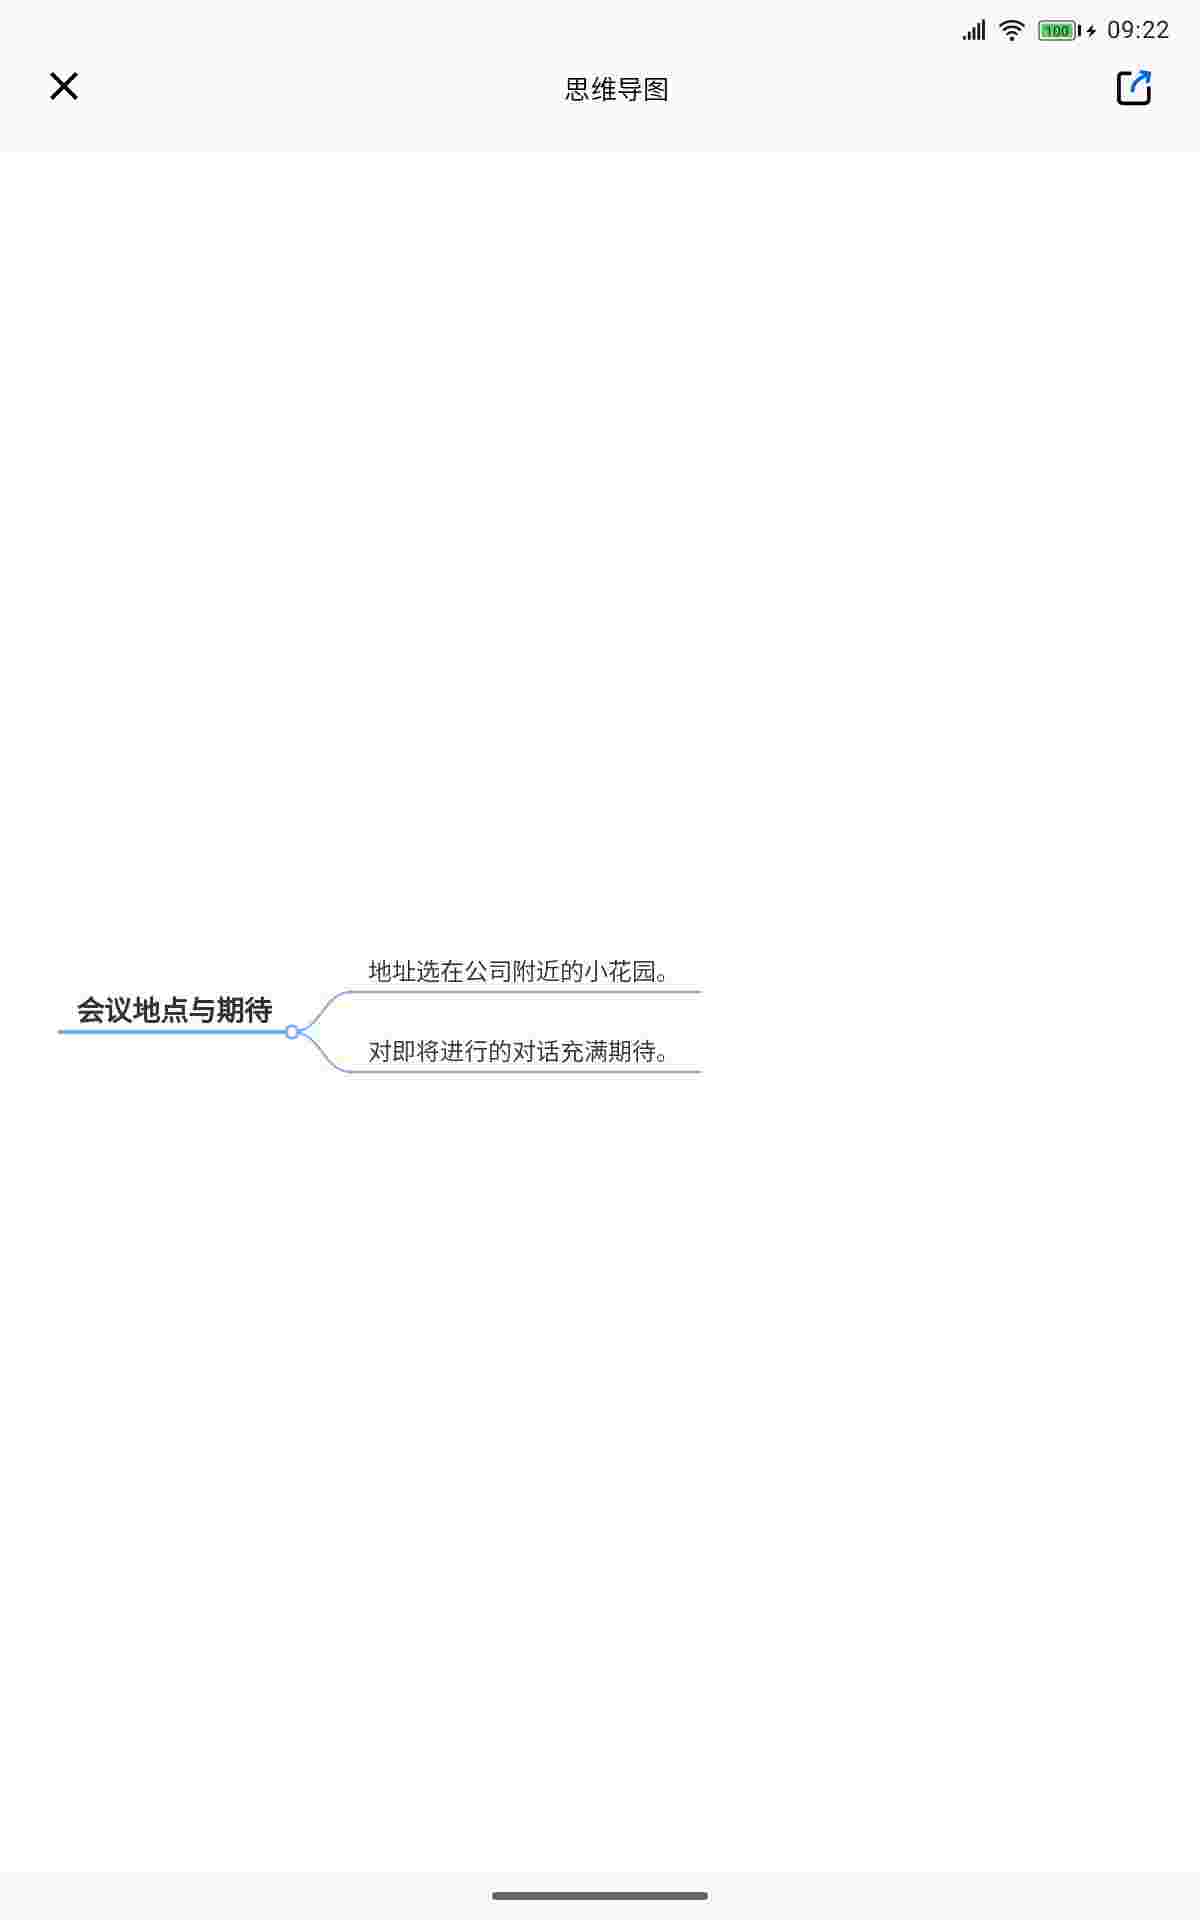 100 09:22
思维导图
地址选在公司附近的小花园。
会议地点与期待
对即将进行的对话充满期待。